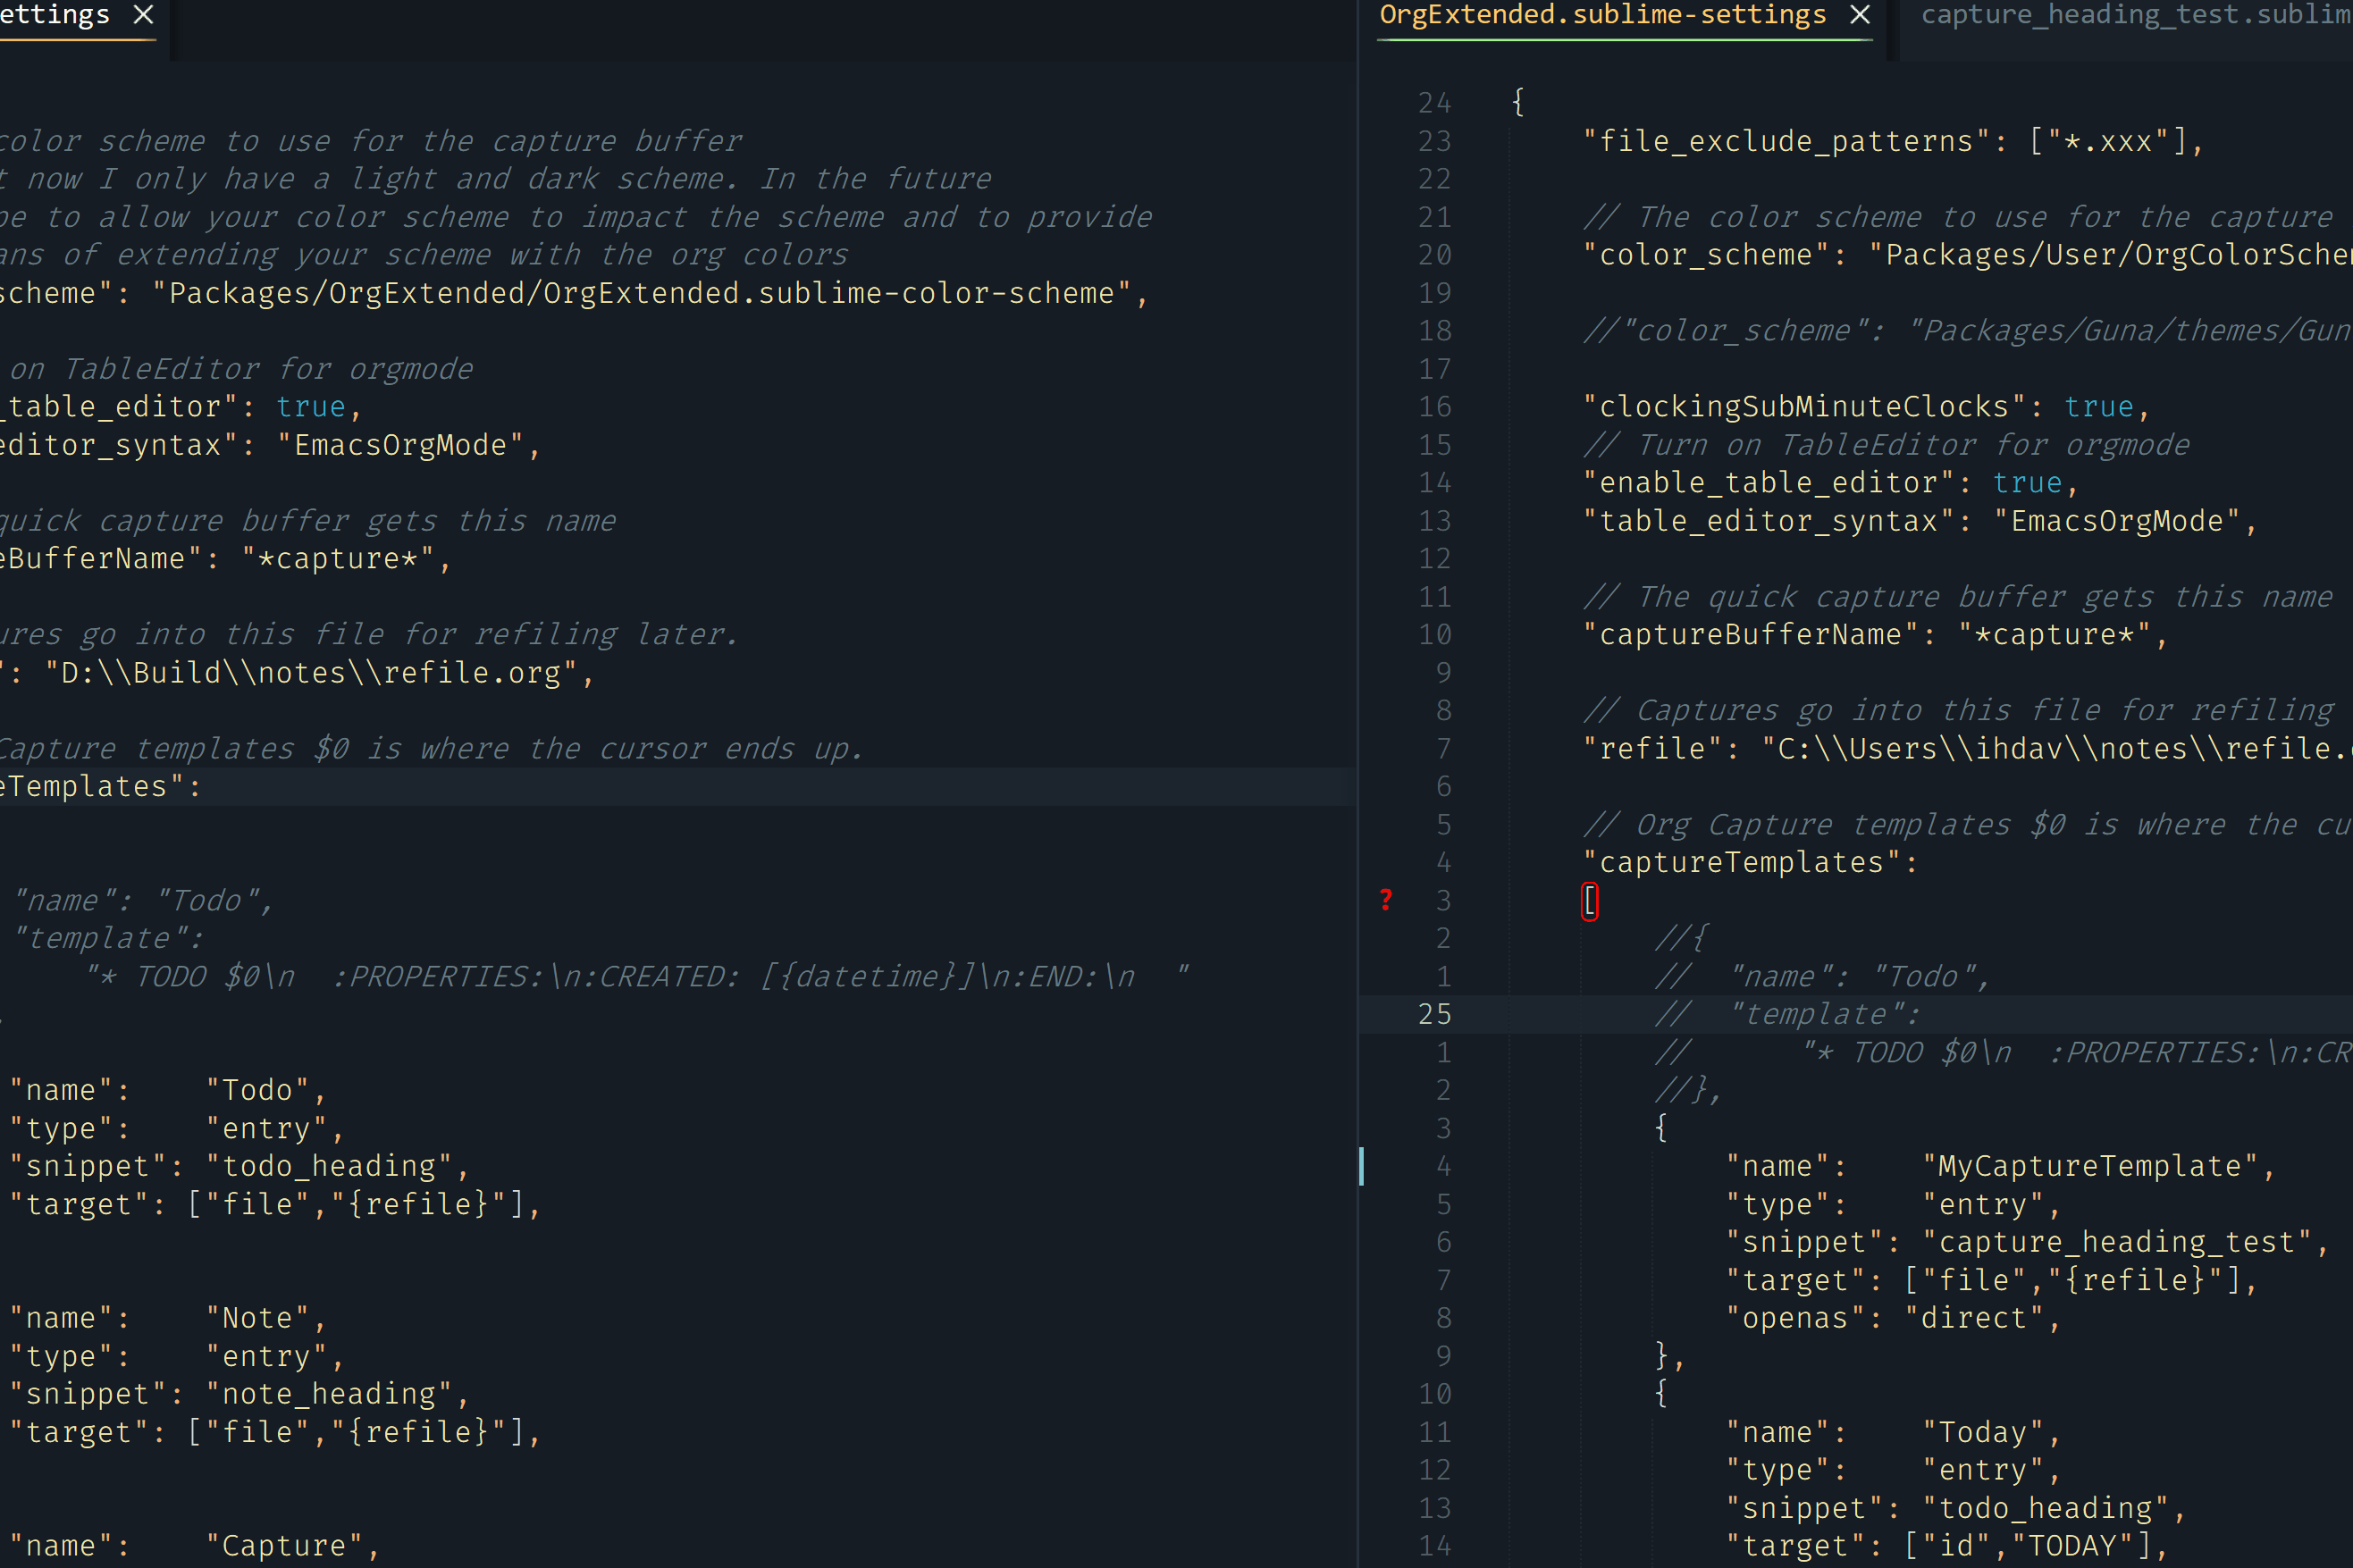 ettings ×
color scheme to use for the capture buffer
t now I only have a light and dark scheme. In the future
pe to allow your color scheme to impact the scheme and to provide
ans of extending your scheme with the org colors
scheme": "Packages/OrgExtended/OrgExtended.sublime-color-scheme",
on TableEditor for orgmode
_table_editor": true,
editor_syntax": "EmacsOrgMode",
quick capture buffer gets this name
eBufferName": "*capture*",
ures go into this file for refiling later.
": "D:\\Build\\notes\\refile.org",
Capture templates $0 is where the cursor ends up.
eTemplates":
"name": "Todo",
"template":
"* TODO $0\n  :PROPERTIES:\n:CREATED: [{datetime}]\n:END:\n  "
"name":    "Todo",
"type":    "entry",
"snippet": "todo_heading",
"target": ["file","{refile}"],
"name":    "Note",
"type":    "entry",
"snippet": "note_heading",
"target": ["file","{refile}"],
"name":    "Capture",
OrgExtended.sublime-settings × capture_heading_test.sublim
24 {
23 "file_exclude_patterns": ["*.xxx"],
22
21 // The color scheme to use for the capture
20 "color_scheme": "Packages/User/OrgColorSchem
19
18 //"color_scheme": "Packages/Guna/themes/Gun
17
16 "clockingSubMinuteClocks": true,
15 // Turn on TableEditor for orgmode
14 "enable_table_editor": true,
13 "table_editor_syntax": "EmacsOrgMode",
12
11 // The quick capture buffer gets this name
10 "captureBufferName": "*capture*",
9
8 // Captures go into this file for refiling
7 "refile": "C:\\Users\\ihdav\\notes\\refile.
6
5 // Org Capture templates $0 is where the cu
4 "captureTemplates":
? 3 [
2 //{
1 //  "name": "Todo",
25 //  "template":
1 //      "* TODO $0\n  :PROPERTIES:\n:CR
2 //},
3 {
4 "name":    "MyCaptureTemplate",
5 "type":    "entry",
6 "snippet": "capture_heading_test",
7 "target": ["file","{refile}"],
8 "openas": "direct",
9 },
10 {
11 "name":    "Today",
12 "type":    "entry",
13 "snippet": "todo_heading",
14 "target": ["id","TODAY"],